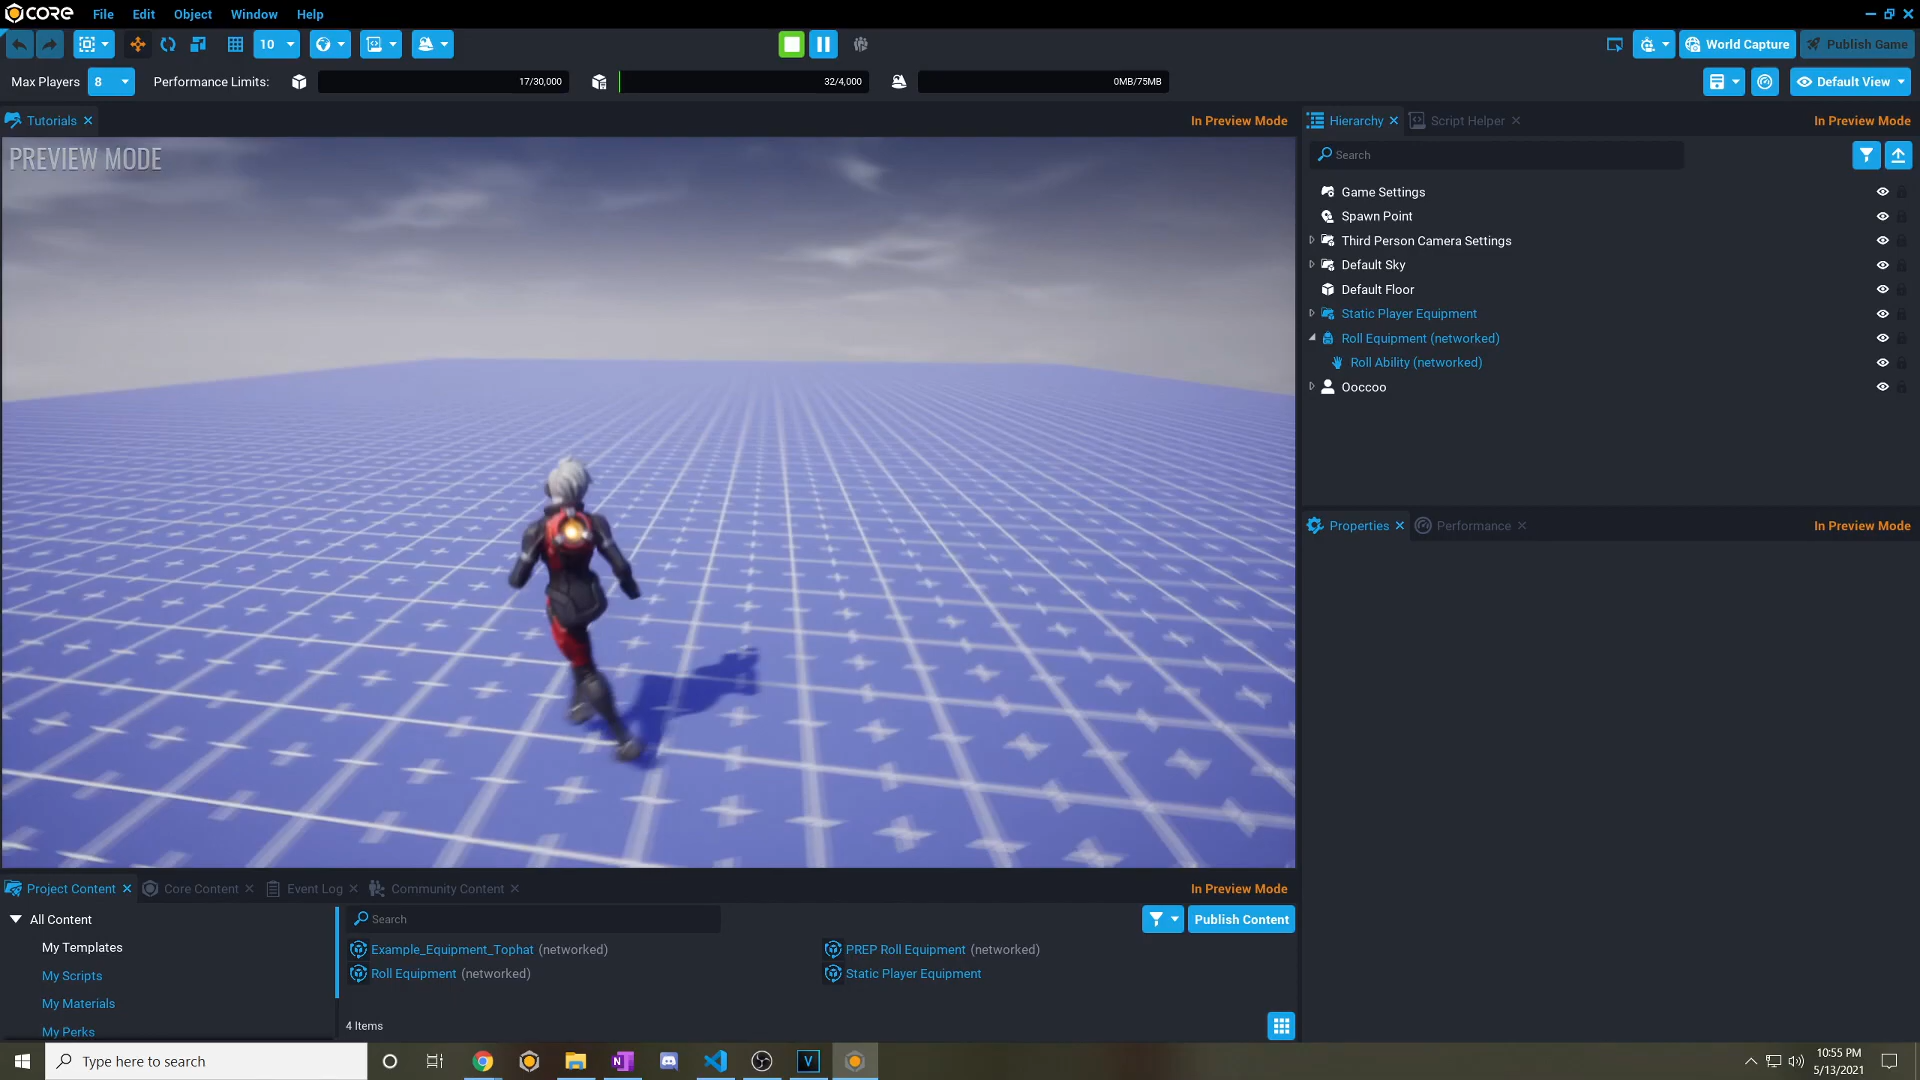 CORE File Edit Object Window Help
10 World Capture Publish Game
Max Players 8 Performance Limits: 17/30,000 32/4,000 0MB/75MB Default View
Tutorials In Preview Mode
PREVIEW MODE
Hierarchy Script Helper In Preview Mode
Search
Game Settings
Spawn Point
Third Person Camera Settings
Default Sky
Default Floor
Static Player Equipment
Roll Equipment (networked)
Roll Ability (networked)
Ooccoo
Properties Performance In Preview Mode
Project Content Core Content Event Log Community Content In Preview Mode
All Content
My Templates
My Scripts
My Materials
My Perks
Search Publish Content
Example_Equipment_Tophat (networked) PREP Roll Equipment (networked)
Roll Equipment (networked) Static Player Equipment
4 Items
Type here to search
10:55 PM
5/13/2021